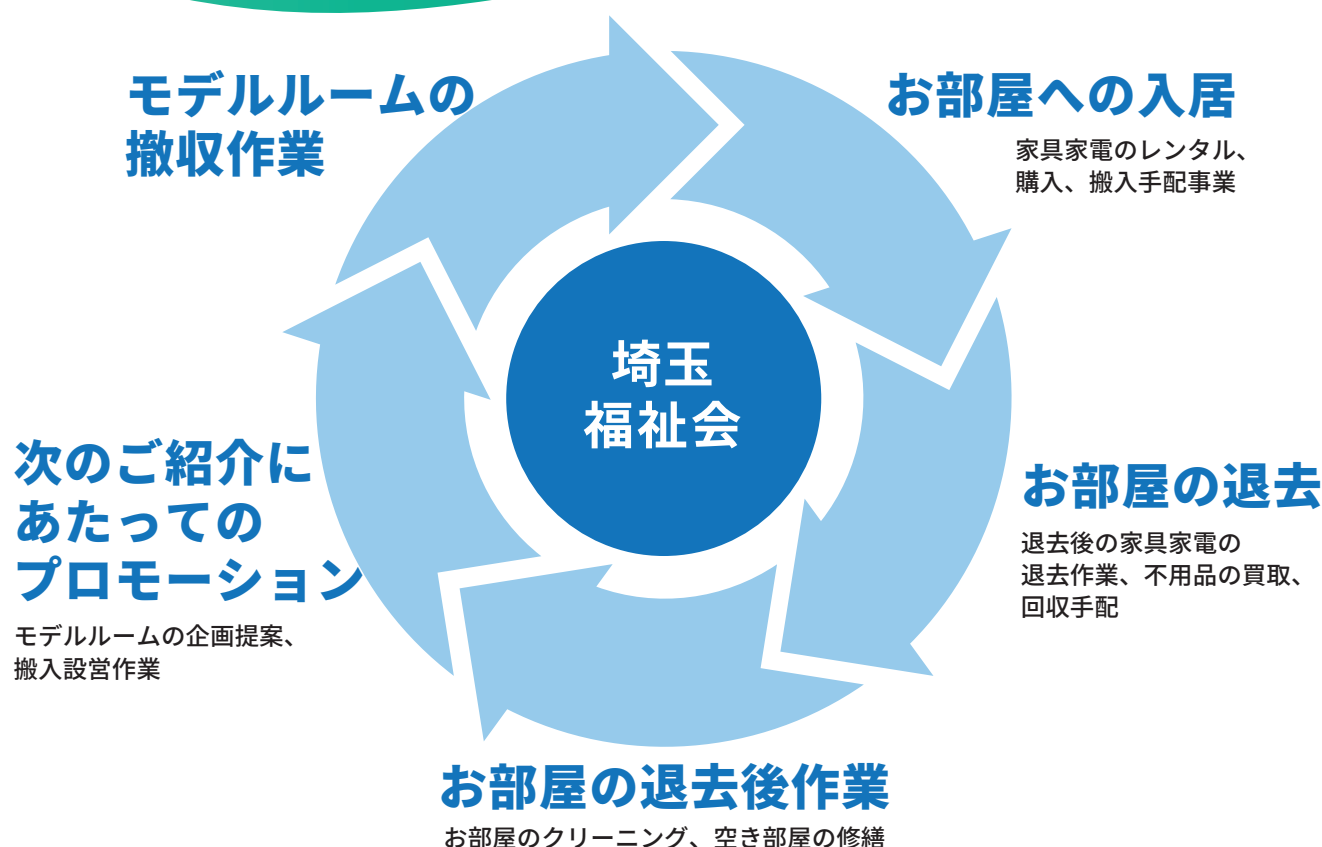 モデルルームの
撤収作業
お部屋への入居
家具家電のレンタル、
購入、搬入手配事業
埼玉
福祉会
お部屋の退去
退去後の家具家電の
退去作業、不用品の買取、
回収手配
お部屋の退去後作業
お部屋のクリーニング、空き部屋の修繕
次のご紹介に
あたっての
プロモーション
モデルルームの企画提案、
搬入設営作業